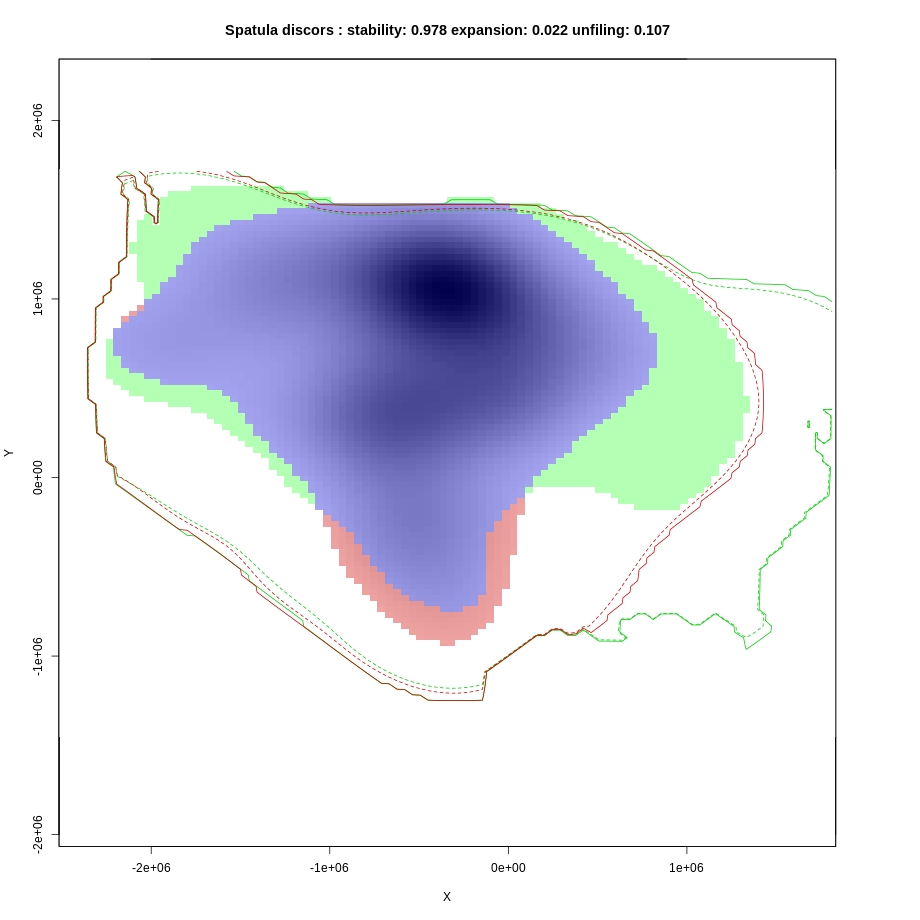 Spatula discors : stability: 0.978 expansion: 0.022 unfiling: 0.107
2e+06
1e+06
0e+00
-1e+06
-2e+06
Y
-2e+06 -1e+06 0e+00 1e+06
X